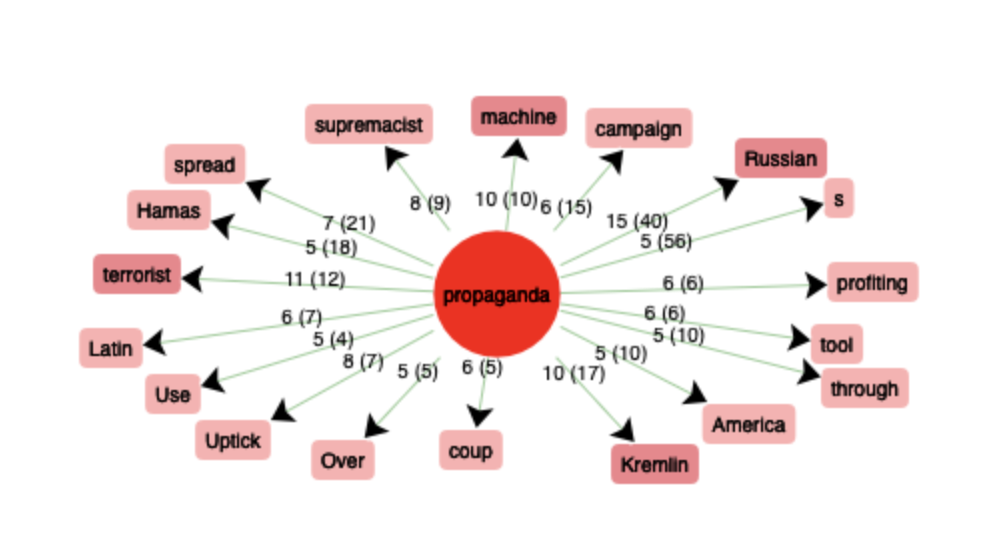 machine
supremacist
campaign
Russian
spread
s
8 (9)
10 (10)
6 (15)
Hamas
7 (21)
15 (40)
5 (18)
5 (56)
terrorist
11 (12)
6 (6)
profiting
propaganda
6 (7)
6 (6)
5 (4)
5 (10)
Latin
tool
8 (7)
5 (5)
6 (5)
10 (17)
5 (10)
Use
through
Uptick
America
Over
coup
Kremlin